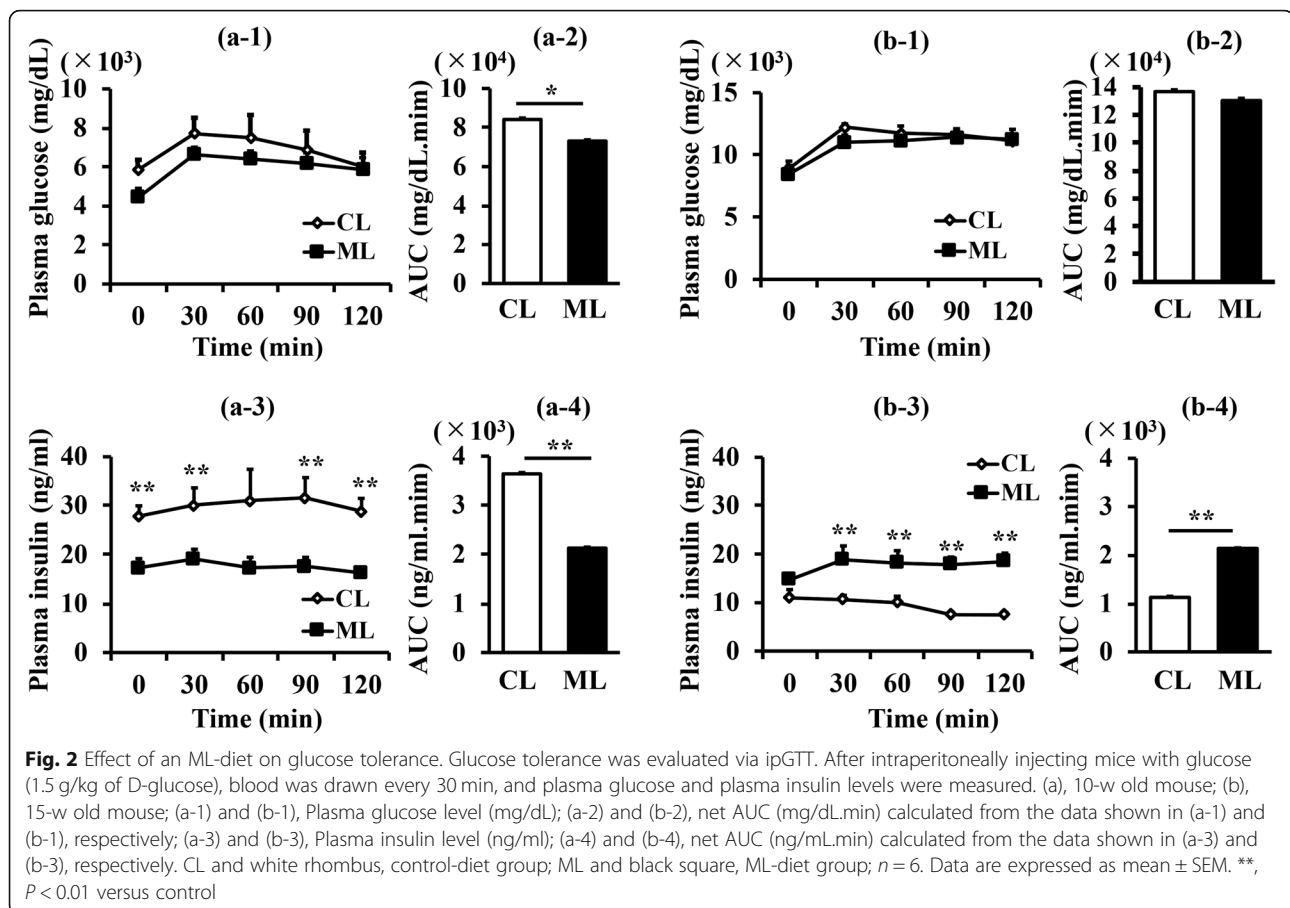 (a-1)
(×10³)
Plasma glucose (mg/dL)
10
8
6
4
2
0
CL
ML
0 30 60 90 120
Time (min)
(a-2)
(×10⁴)
AUC (mg/dL.mim)
10
8
6
4
2
0
*
CL ML
(b-1)
(×10³)
Plasma glucose (mg/dL)
15
10
5
0
CL
ML
0 30 60 90 120
Time (min)
(b-2)
(×10⁴)
AUC (mg/dL.mim)
14
12
10
8
6
4
2
0
CL ML
(a-3)
Plasma insulin (ng/ml)
40
30
20
10
0
** ** ** **
CL
ML
0 30 60 90 120
Time (min)
(a-4)
(×10³)
AUC (ng/ml.mim)
4
3
2
1
0
**
CL ML
(b-3)
Plasma insulin (ng/ml)
40
30
20
10
0
CL
ML
** ** ** **
0 30 60 90 120
Time (min)
(b-4)
(×10³)
AUC (ng/ml.mim)
4
3
2
1
0
**
CL ML
Fig. 2 Effect of an ML-diet on glucose tolerance. Glucose tolerance was evaluated via ipGTT. After intraperitoneally injecting mice with glucose
(1.5 g/kg of D-glucose), blood was drawn every 30 min, and plasma glucose and plasma insulin levels were measured. (a), 10-w old mouse; (b),
15-w old mouse; (a-1) and (b-1), Plasma glucose level (mg/dL); (a-2) and (b-2), net AUC (mg/dL.min) calculated from the data shown in (a-1) and
(b-1), respectively; (a-3) and (b-3), Plasma insulin level (ng/ml); (a-4) and (b-4), net AUC (ng/mL.min) calculated from the data shown in (a-3) and
(b-3), respectively. CL and white rhombus, control-diet group; ML and black square, ML-diet group; n = 6. Data are expressed as mean ± SEM. **,
P < 0.01 versus control